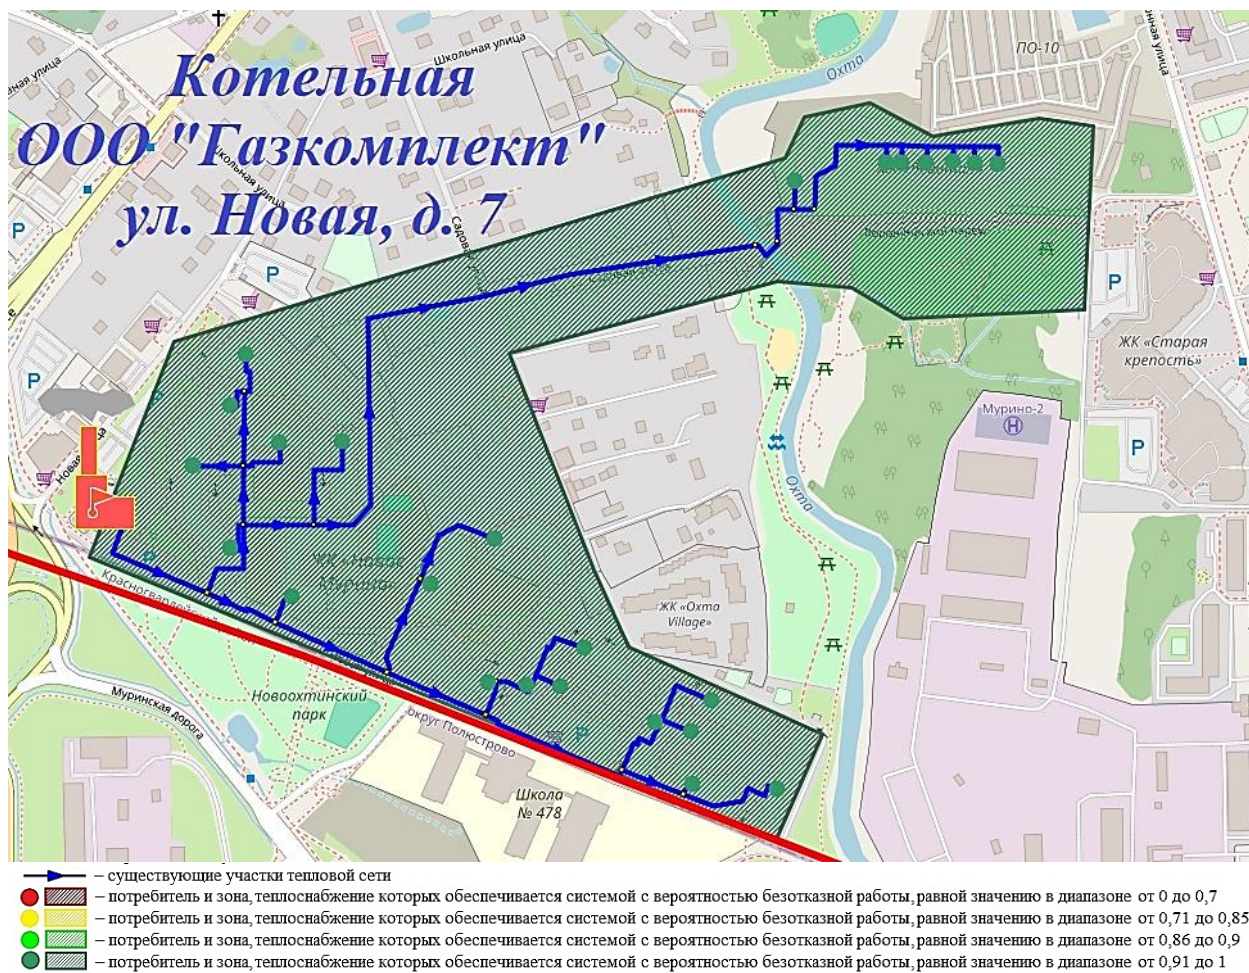 Котельная
ООО "Газкомплект"
ул. Новая, д. 7
Школьная улица
Охта
ПО-10
Школьная улица
Садовая
P
P
P
P
P
ЖК «Старая
крепость»
Мурино-2
H
Новая
Охта
ЖК «Новое
Мурино»
ЖК «Охта
Village»
Красногвардейский
Новоохтинский
парк
Муринская дорога
округ Полюстрово
P
Школа
№ 478
– существующие участки тепловой сети
– потребитель и зона, теплоснабжение которых обеспечивается системой с вероятностью безотказной работы, равной значению в диапазоне от 0 до 0,7
– потребитель и зона, теплоснабжение которых обеспечивается системой с вероятностью безотказной работы, равной значению в диапазоне от 0,71 до 0,85
– потребитель и зона, теплоснабжение которых обеспечивается системой с вероятностью безотказной работы, равной значению в диапазоне от 0,86 до 0,9
– потребитель и зона, теплоснабжение которых обеспечивается системой с вероятностью безотказной работы, равной значению в диапазоне от 0,91 до 1